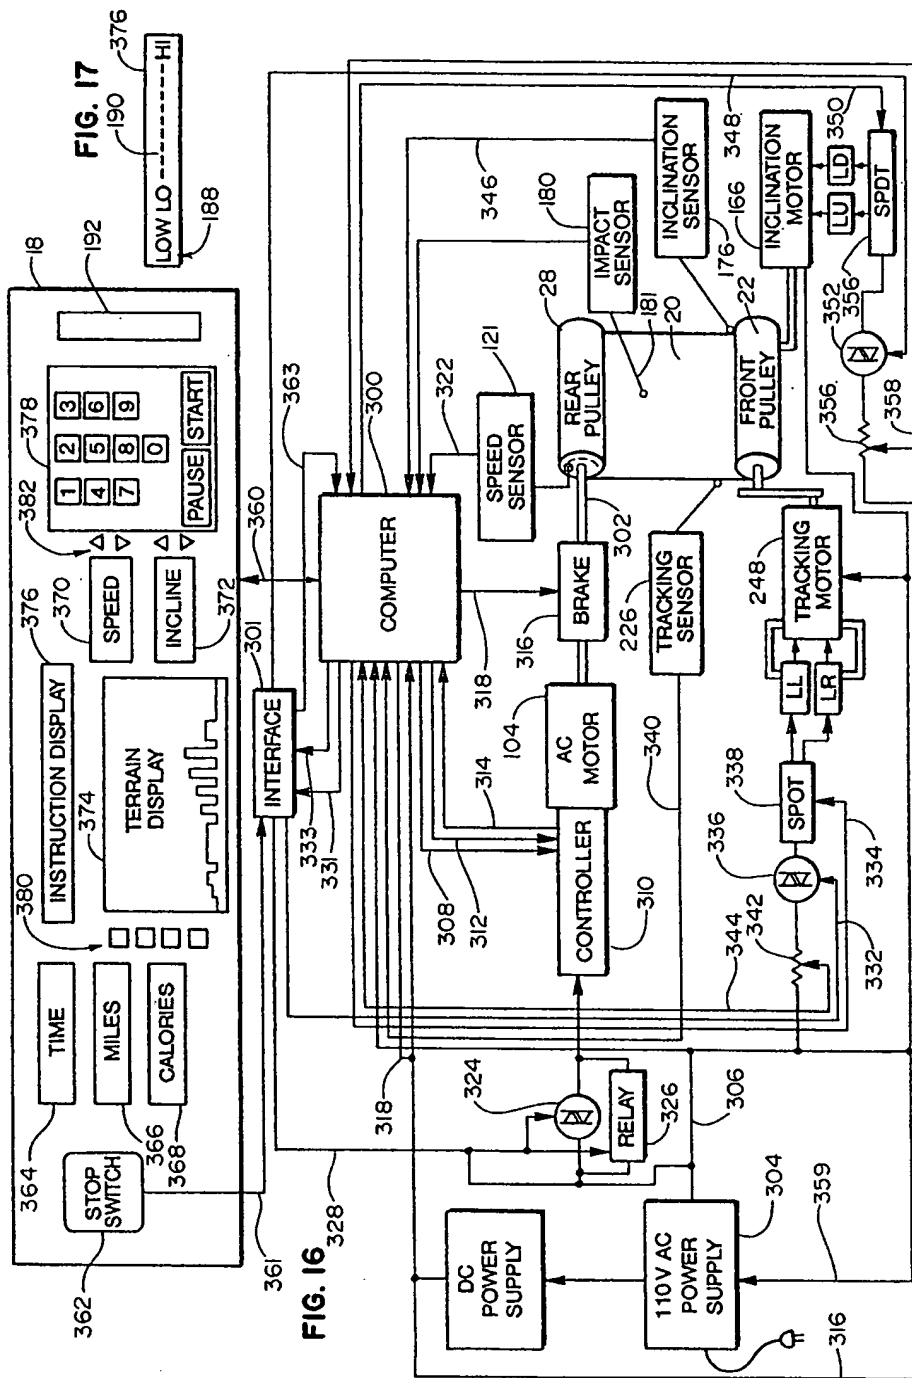 FIG. 17
376
190
LOW LO HI
188
18
192
378
1 2 3
4 5 6
7 8 9
0
PAUSE START
382
370
SPEED
INCLINE
372
376
INSTRUCTION DISPLAY
374
TERRAIN
DISPLAY
380
364
TIME
MILES
366
CALORIES
368
STOP
SWITCH
362
361
328
FIG. 16
301
INTERFACE
360
363
300
COMPUTER
333
331
308
312
314
318
318
322
121
SPEED
SENSOR
28
REAR
PULLEY
302
BRAKE
316
104
AC
MOTOR
CONTROLLER
310
180
IMPACT
SENSOR
181
20
346
INCLINATION
SENSOR
176
22
FRONT
PULLEY
166
INCLINATION
MOTOR
348
350
LU
LD
SPDT
356
352
356
358
226
TRACKING
SENSOR
340
248
TRACKING
MOTOR
LL
LR
338
SPOT
336
334
332
342
344
324
RELAY
326
306
DC
POWER
SUPPLY
110 V AC
POWER
SUPPLY
304
359
316